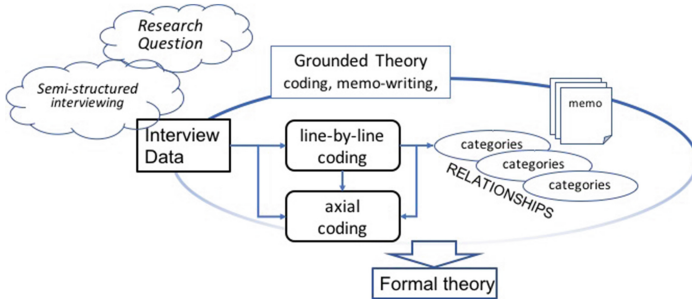 Research
Question
Semi-structured
interviewing
Grounded Theory
coding, memo-writing,
memo
Interview
Data
line-by-line
coding
categories
categories
categories
RELATIONSHIPS
axial
coding
Formal theory